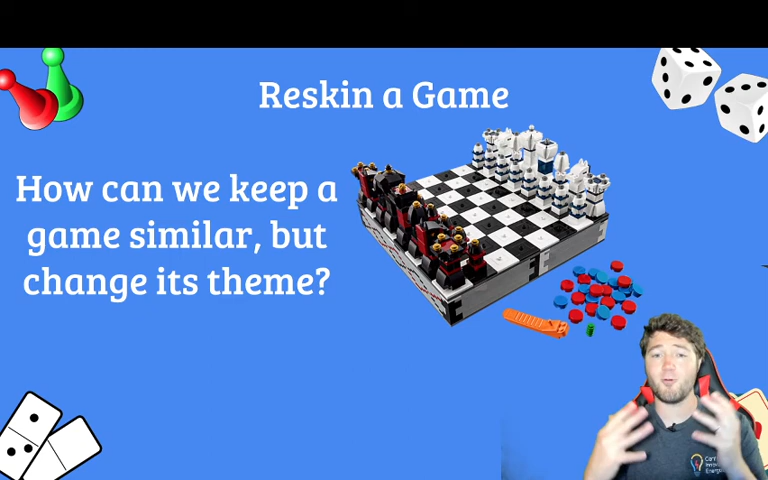 Reskin a Game
How can we keep a
game similar, but
change its theme?